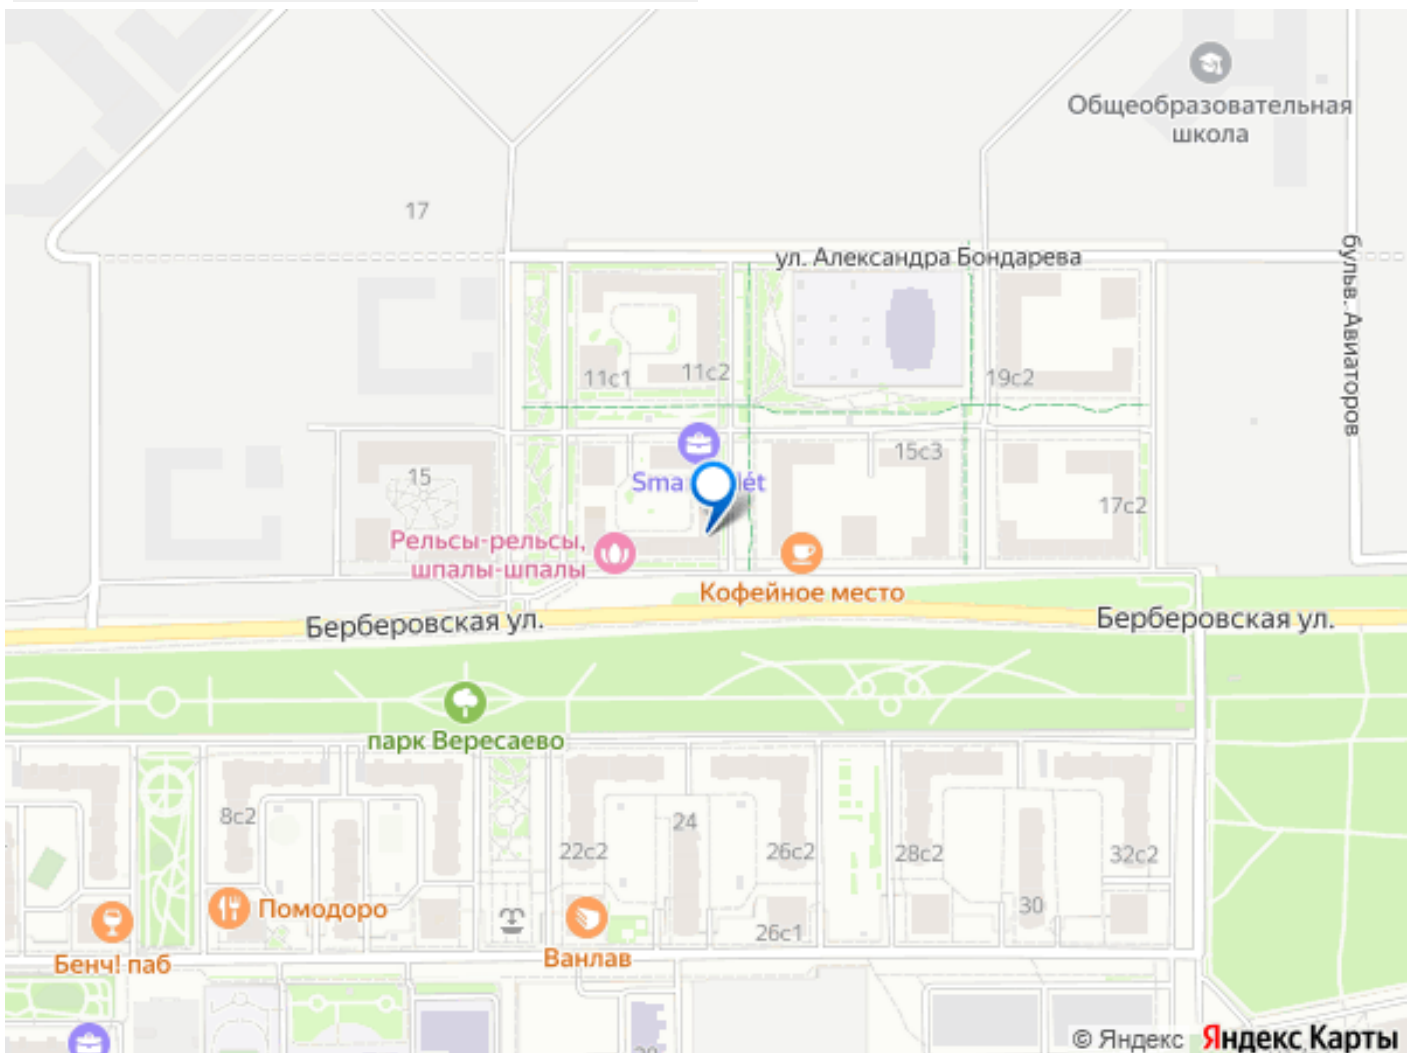 Общеобразовательная
школа
17
ул. Александра Бондарева
бульв. Авиаторов
11с1
11с2
19с2
15
15с3
Sma
lét
17с2
Рельсы-рельсы,
шпалы-шпалы
Кофейное место
Берберовская ул.
Берберовская ул.
парк Вересаево
8с2
24
22с2
26с2
28с2
32с2
Помодоро
30
26с1
Бенч! паб
Ванлав
© Яндекс Яндекс Карты